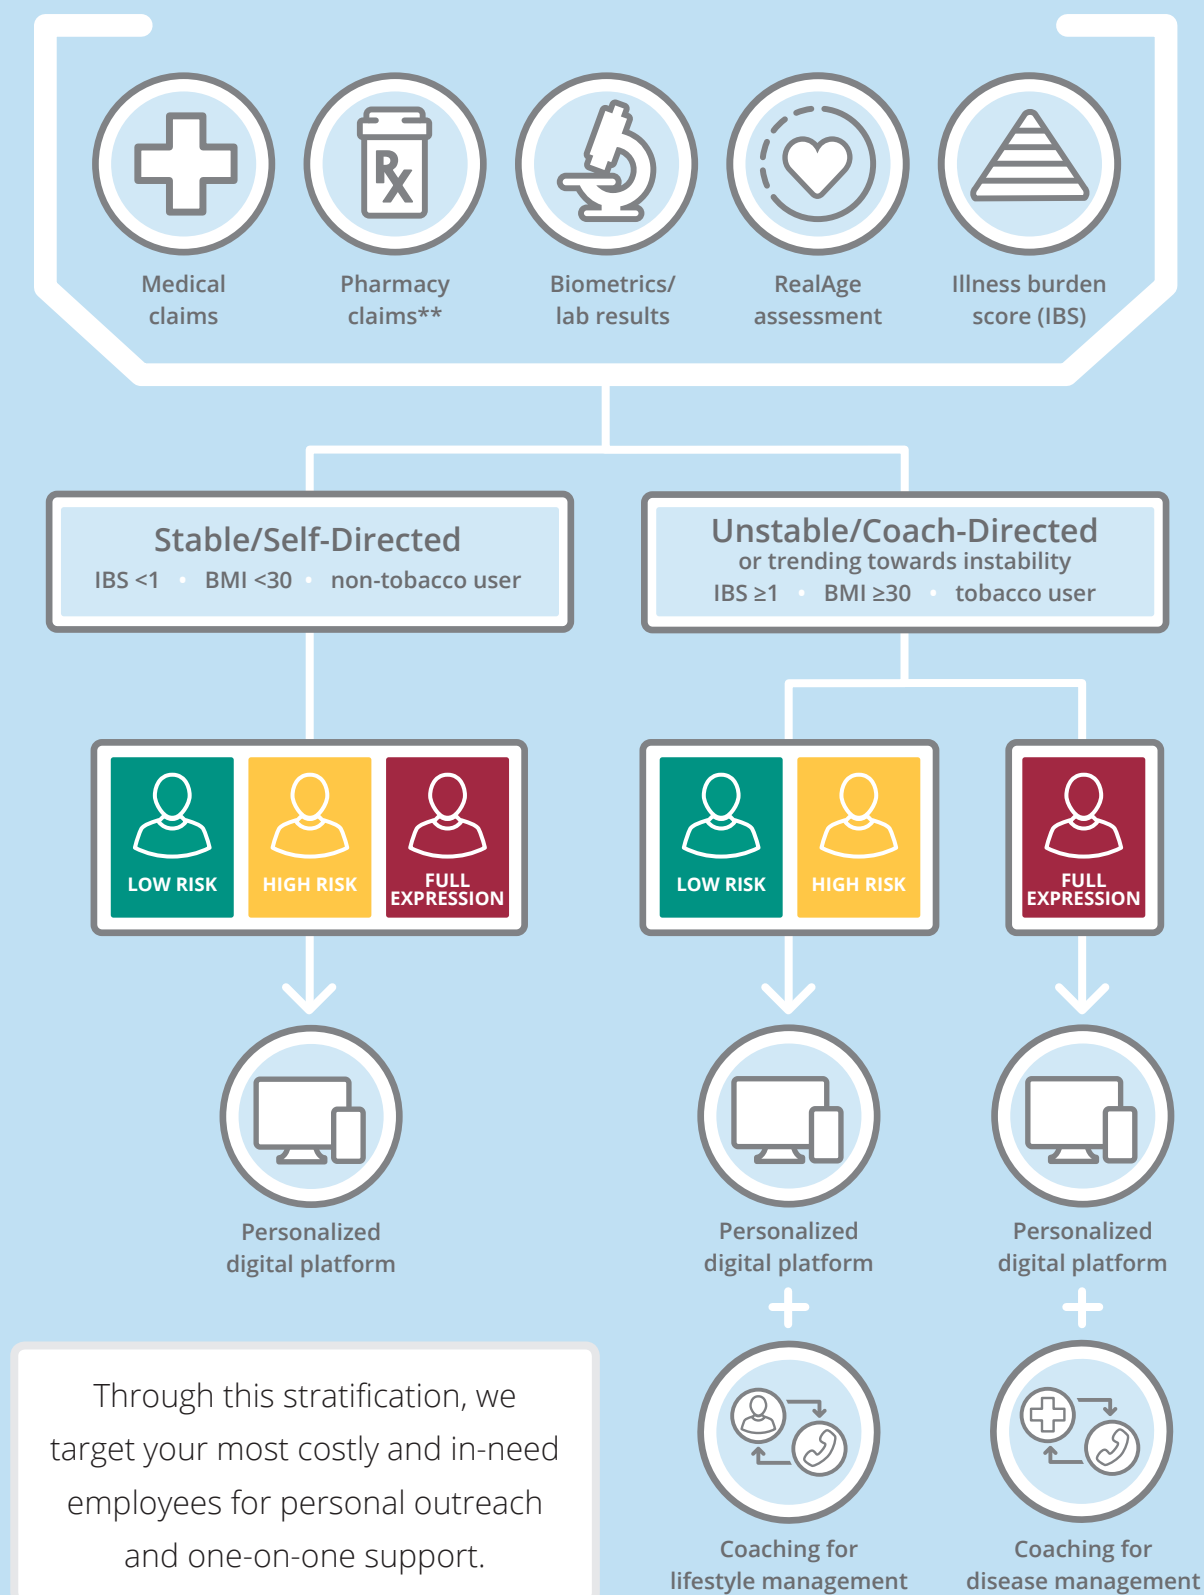 Medical
claims
Rx
Pharmacy
claims**
Biometrics/
lab results
RealAge
assessment
Illness burden
score (IBS)
Stable/Self-Directed
IBS <1 • BMI <30 • non-tobacco user
Unstable/Coach-Directed
or trending towards instability
IBS ≥1 • BMI ≥30 • tobacco user
LOW RISK
HIGH RISK
FULL
EXPRESSION
LOW RISK
HIGH RISK
FULL
EXPRESSION
Personalized
digital platform
Personalized
digital platform
Personalized
digital platform
Through this stratification, we
target your most costly and in-need
employees for personal outreach
and one-on-one support.
Coaching for
lifestyle management
Coaching for
disease management